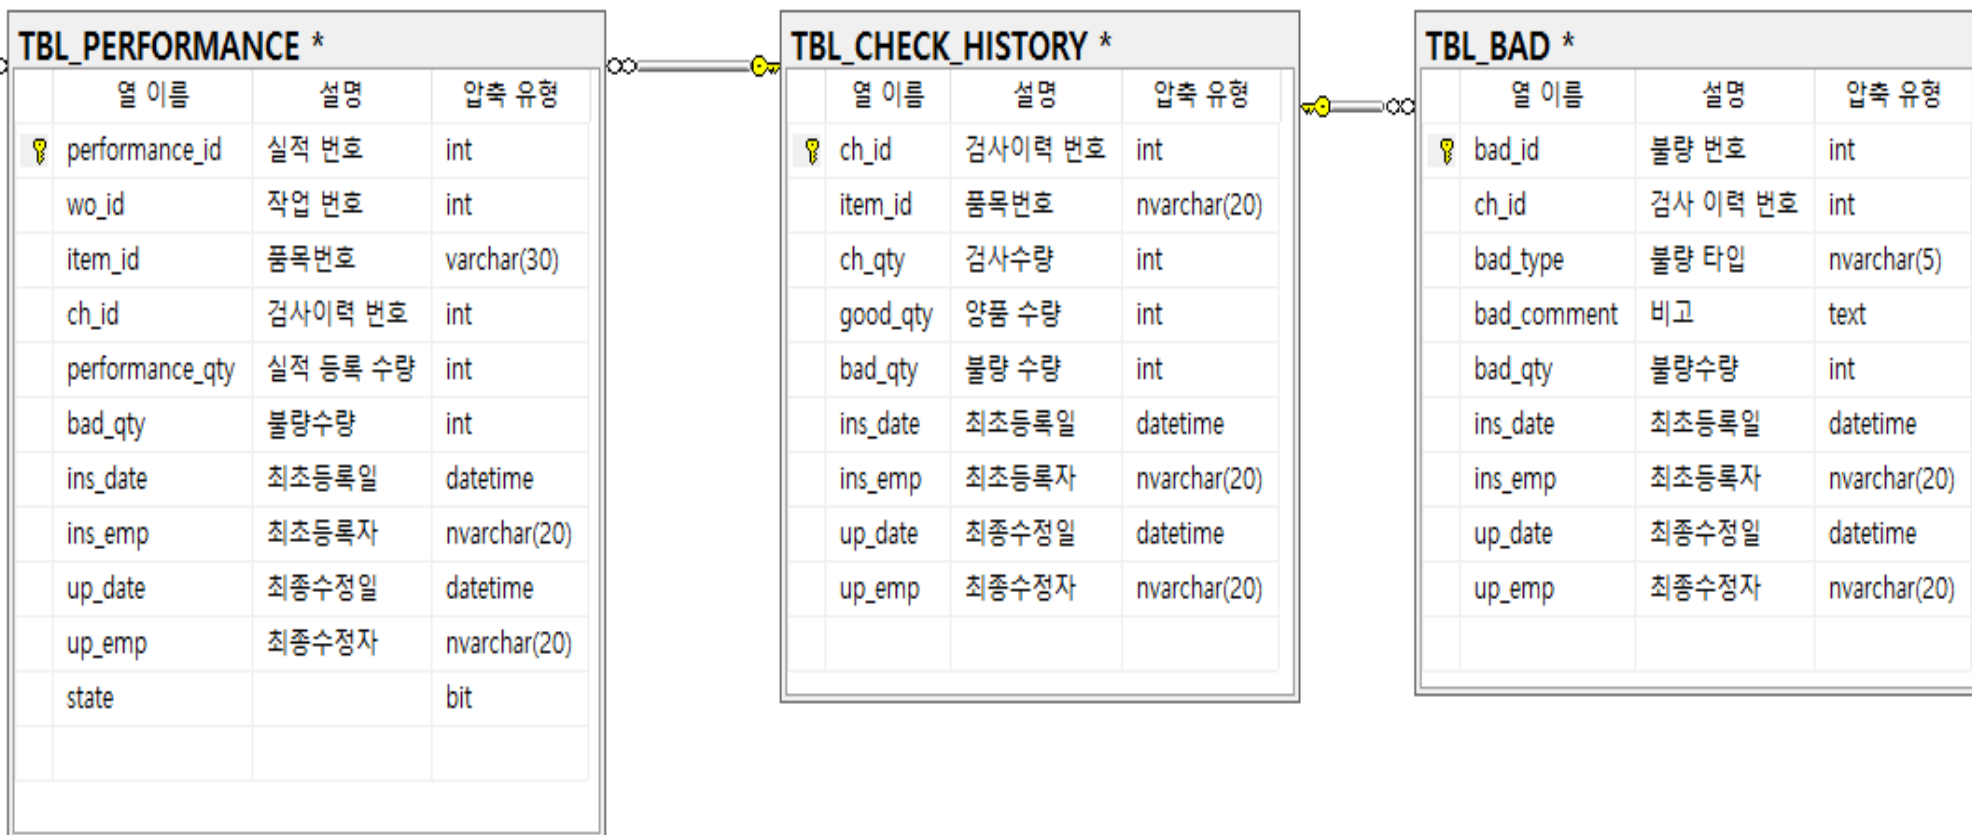 TBL_PERFORMANCE *
열 이름 설명 압축 유형
performance_id 실적 번호 int
wo_id 작업 번호 int
item_id 품목번호 varchar(30)
ch_id 검사이력 번호 int
performance_qty 실적 등록 수량 int
bad_qty 불량수량 int
ins_date 최초등록일 datetime
ins_emp 최초등록자 nvarchar(20)
up_date 최종수정일 datetime
up_emp 최종수정자 nvarchar(20)
state bit
TBL_CHECK_HISTORY *
열 이름 설명 압축 유형
ch_id 검사이력 번호 int
item_id 품목번호 nvarchar(20)
ch_qty 검사수량 int
good_qty 양품 수량 int
bad_qty 불량 수량 int
ins_date 최초등록일 datetime
ins_emp 최초등록자 nvarchar(20)
up_date 최종수정일 datetime
up_emp 최종수정자 nvarchar(20)
TBL_BAD *
열 이름 설명 압축 유형
bad_id 불량 번호 int
ch_id 검사 이력 번호 int
bad_type 불량 타입 nvarchar(5)
bad_comment 비고 text
bad_qty 불량수량 int
ins_date 최초등록일 datetime
ins_emp 최초등록자 nvarchar(20)
up_date 최종수정일 datetime
up_emp 최종수정자 nvarchar(20)